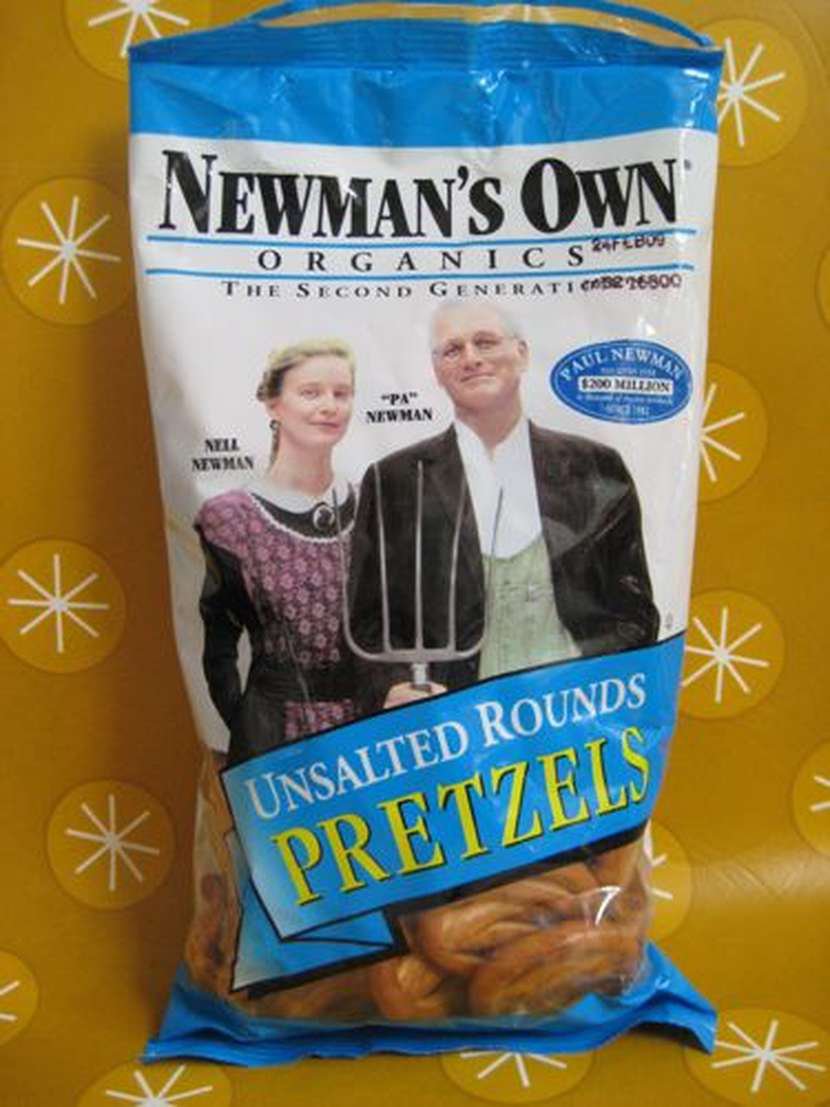 NEWMAN'S OWN
ORGANICS
24FEB09
THE SECOND GENERATI
"PA"
NEWMAN
NELL
NEWMAN
PAUL NEWMAN
$200 MILLION
UNSALTED ROUNDS
PRETZELS